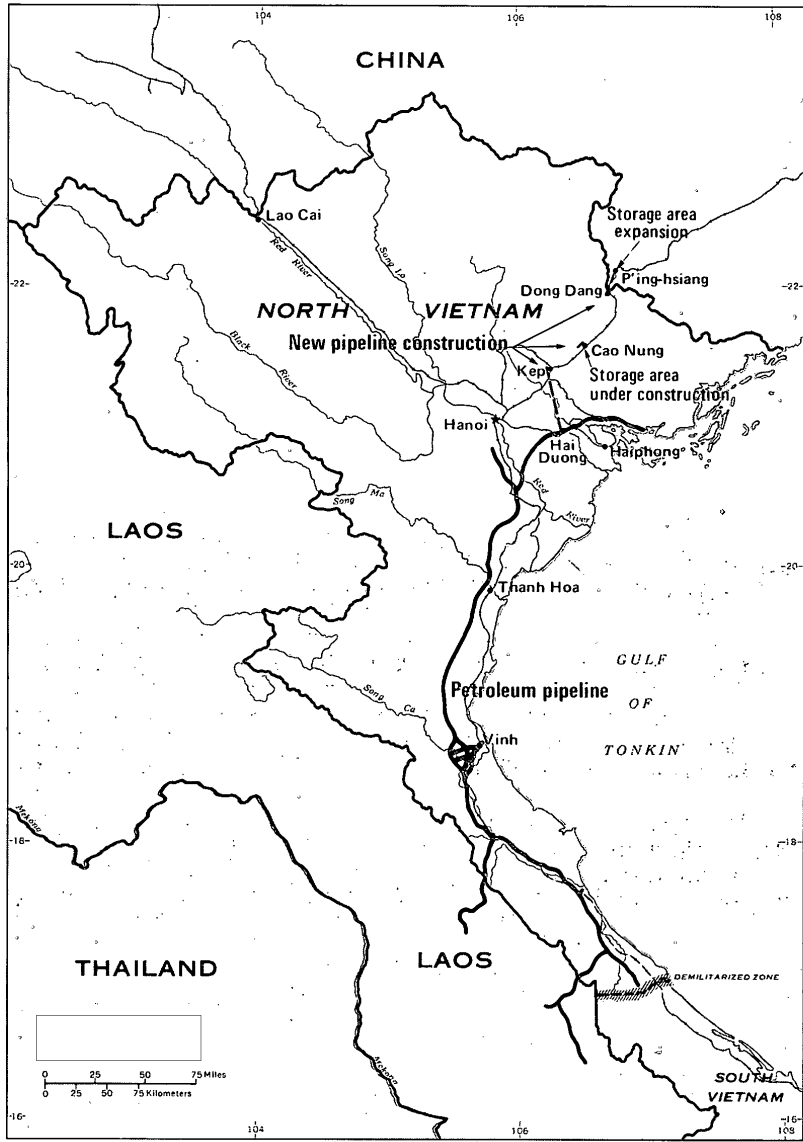 104
106
108
CHINA
Storage area
expansion
Lao Cai
Red
River
Song Lo
P'ing-hsiang
-22-
Dong Dang
-22-
NORTH VIETNAM
New pipeline construction
Cao Nung
Black
River
Kep
Storage area
under construction
Hanoi
Hai
Duong
Haiphong
Red
River
Song Ma
LAOS
-20
20-
Thanh Hoa
GULF
OF
TONKIN
Petroleum pipeline
Song
Ca
Vinh
Mekong
-18
-18-
LAOS
THAILAND
DEMILITARIZED ZONE
0 25 50 75 Miles
0 25 50 75 Kilometers
Mekong
SOUTH
VIETNAM
-16
16-
104
106
108